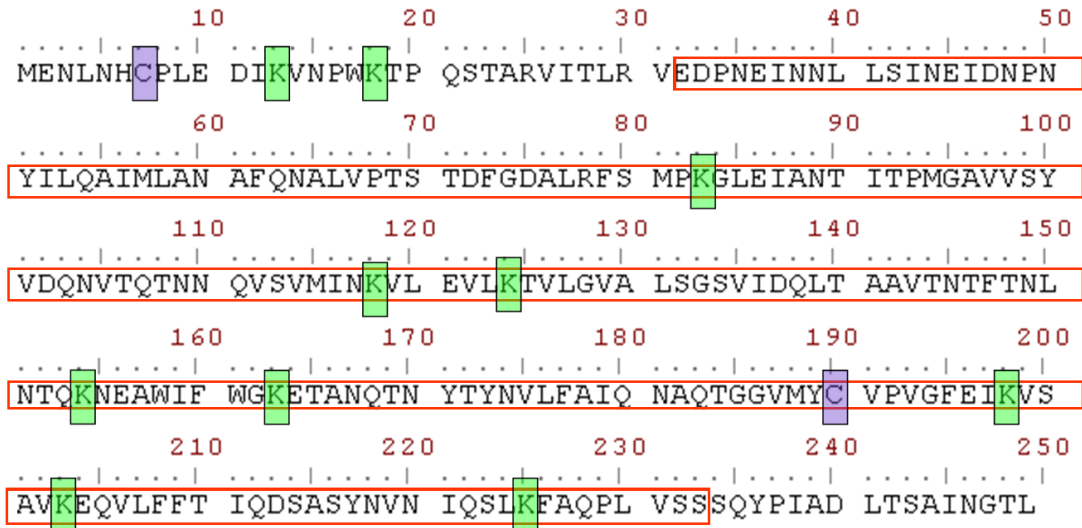 10 20 30 40 50
MENLNHCPLE DIKVNPWKTP QSTARVITLR VEDPNEINNL LSINEIDNPN
60 70 80 90 100
YILQAIMLAN AFQNALVPTS TDFGDALRFS MPKGLEIANT ITPMGAVVSY
110 120 130 140 150
VDQNVTQTNN QVSVMINKVL EVLKTVLGVA LSGSVIDQLT AAVTNTFTNL
160 170 180 190 200
NTQKNEAWIF WGKETANQTN YTYNVLFAIQ NAQTGGVMYC VPVGFEIKVS
210 220 230 240 250
AVKEQVLFFT IQDSASYNVN IQSLKFAQPL VSSSQYPIAD LTSAINGTL